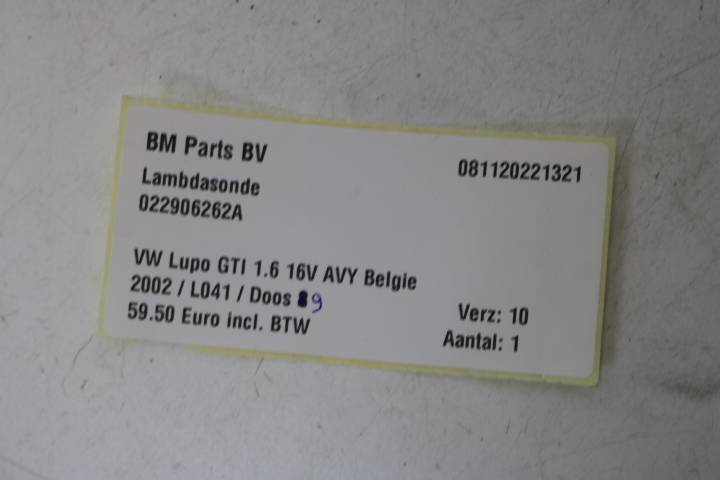 BM Parts BV
081120221321
Lambdasonde
022906262A
VW Lupo GTI 1.6 16V AVY Belgie
2002 / L041 / Doos 9
59.50 Euro incl. BTW
Verz: 10
Aantal: 1